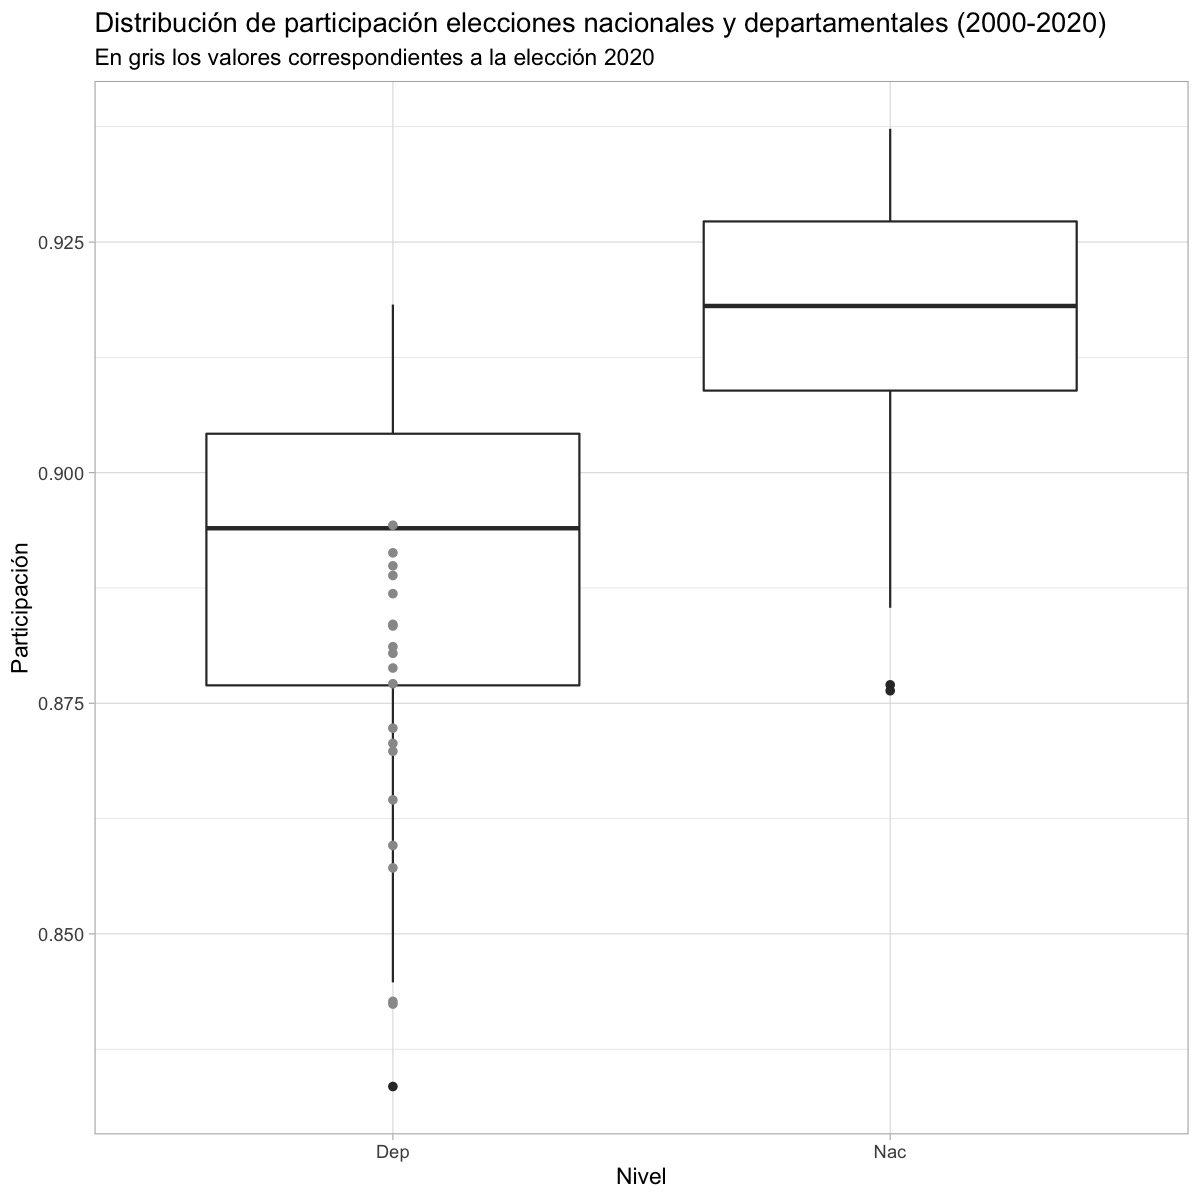 Distribución de participación elecciones nacionales y departamentales (2000-2020)
En gris los valores correspondientes a la elección 2020
Participación
0.925
0.900
0.875
0.850
Dep
Nac
Nivel